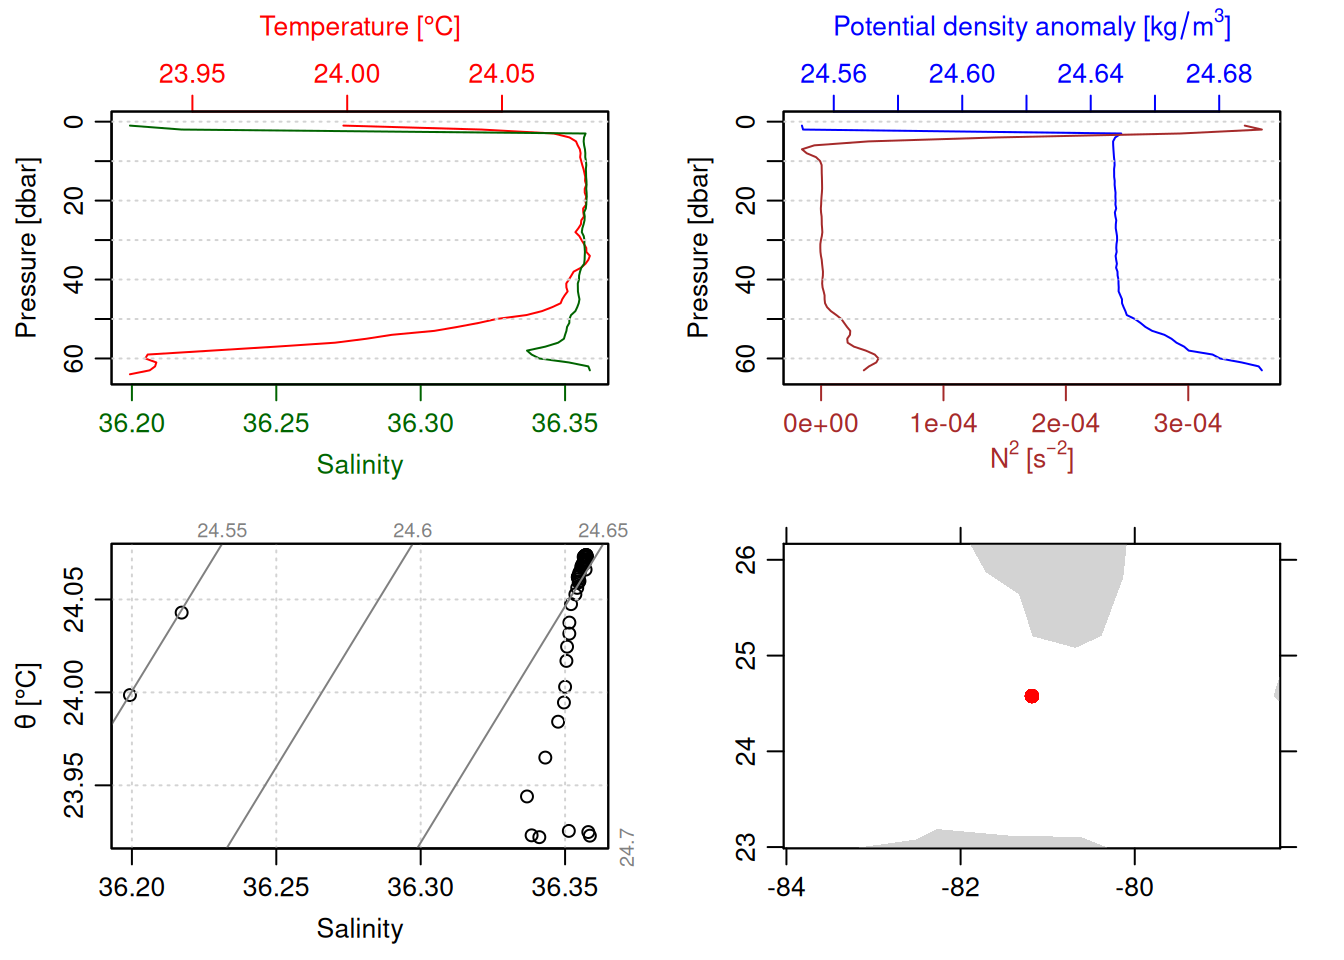 Temperature [°C]
23.95 24.00 24.05
Pressure [dbar]
0 20 40 60
36.20 36.25 36.30 36.35
Salinity
Potential density anomaly [kg/m³]
24.56 24.60 24.64 24.68
Pressure [dbar]
0 20 40 60
0e+00 1e-04 2e-04 3e-04
N² [s⁻²]
24.55 24.6 24.65
θ [°C]
24.05 24.00 23.95
24.7
36.20 36.25 36.30 36.35
Salinity
26 25 24 23
-84 -82 -80